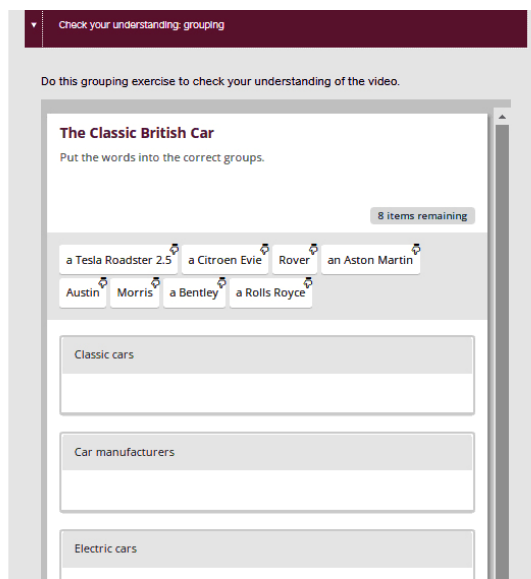 Check your understanding: grouping
Do this grouping exercise to check your understanding of the video.
The Classic British Car
Put the words into the correct groups.
8 items remaining
a Tesla Roadster 2.5 a Citroen Evie Rover an Aston Martin
Austin Morris a Bentley a Rolls Royce
Classic cars
Car manufacturers
Electric cars